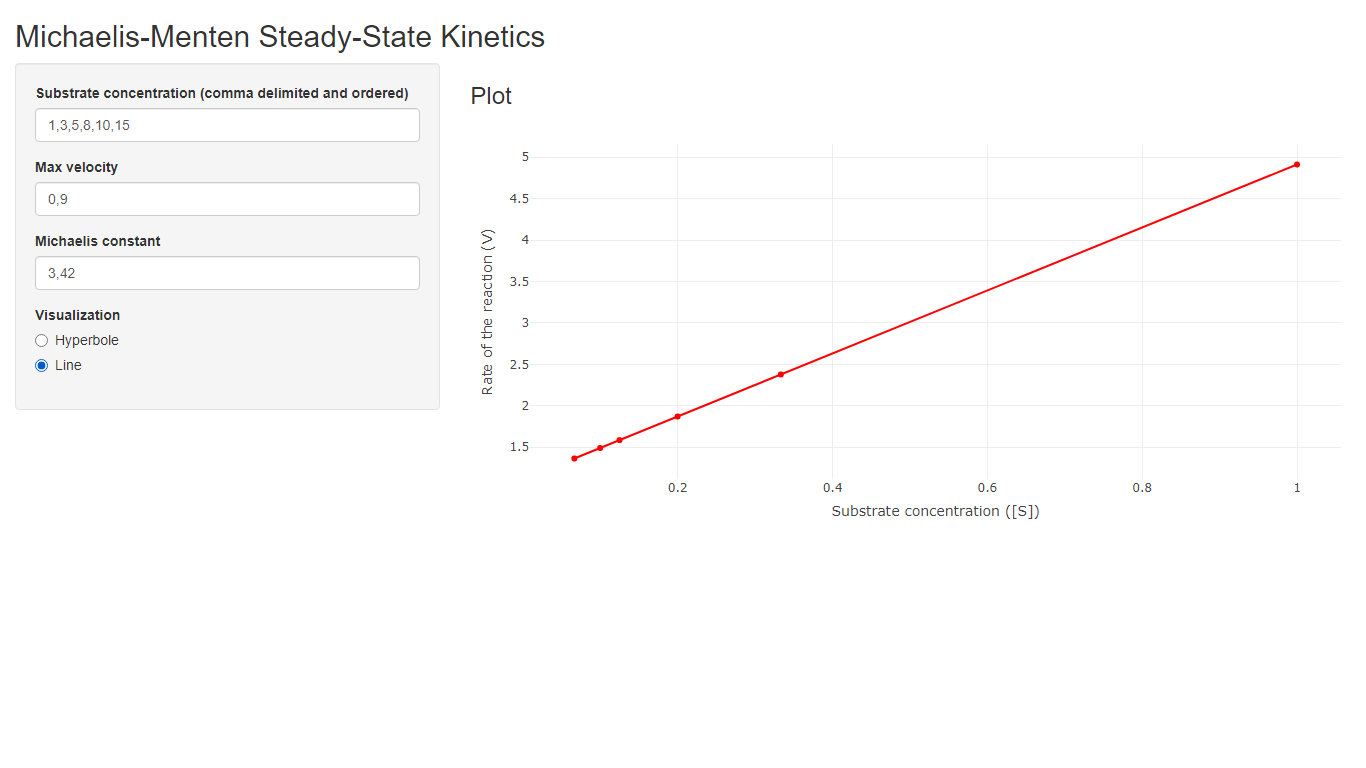 Michaelis-Menten Steady-State Kinetics
Substrate concentration (comma delimited and ordered)
1,3,5,8,10,15
Max velocity
0,9
Michaelis constant
3,42
Visualization
Hyperbole
Line
Plot
5
4.5
4
3.5
3
2.5
2
1.5
Rate of the reaction (V)
0.2
0.4
0.6
0.8
1
Substrate concentration ([S])